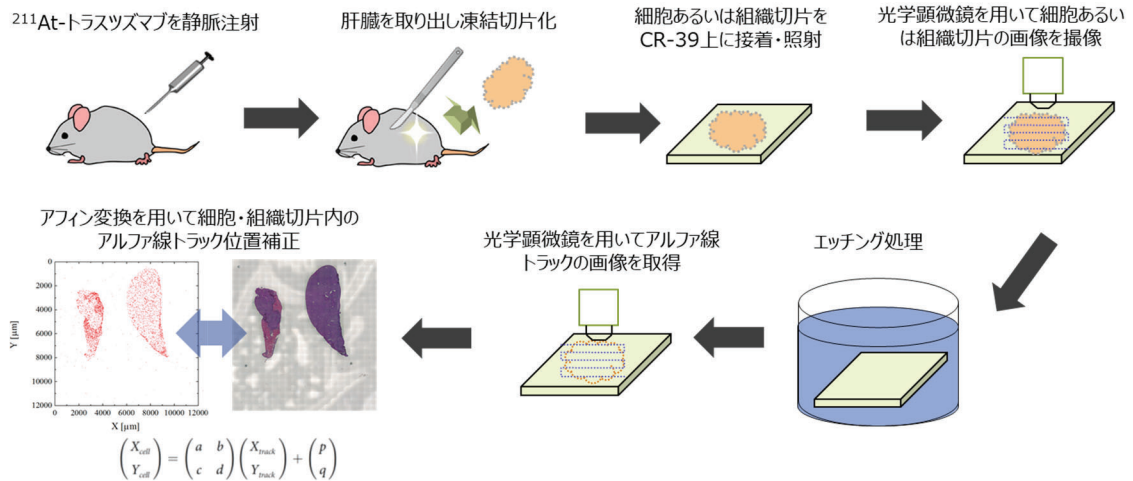 ²¹¹At-トラスツズマブを静脈注射
肝臓を取り出し凍結切片化
細胞あるいは組織切片を
CR-39上に接着・照射
光学顕微鏡を用いて細胞あるい
は組織切片の画像を撮像
エッチング処理
光学顕微鏡を用いてアルファ線
トラックの画像を取得
アフィン変換を用いて細胞・組織切片内の
アルファ線トラック位置補正
0
2000
4000
6000
8000
10000
12000
Y [μm]
0 2000 4000 6000 8000 10000 12000
X [μm]
(X_cell) = (a b) (X_track) + (p)
(Y_cell) (c d) (Y_track) (q)